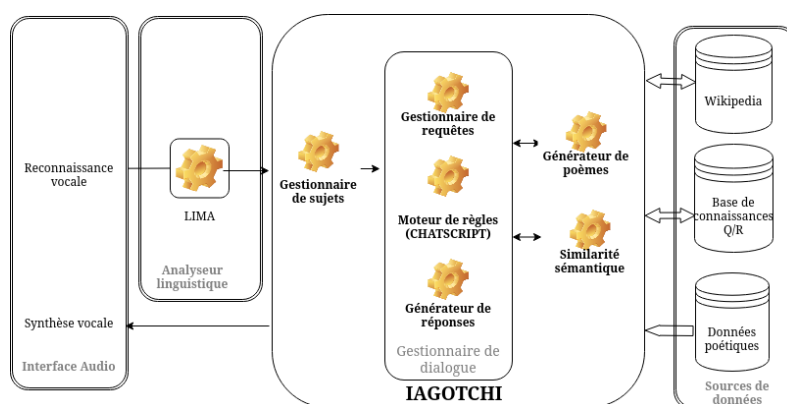 Reconnaissance
vocale
Synthèse vocale
Interface Audio
LIMA
Analyseur
linguistique
Gestionnaire
de sujets
Gestionnaire de
requêtes
Moteur de règles
(CHATSCRIPT)
Générateur de
réponses
Gestionnaire de
dialogue
Générateur de
poèmes
Similarité
sémantique
IAGOTCHI
Wikipedia
Base de
connaissances
Q/R
Données
poétiques
Sources de
données